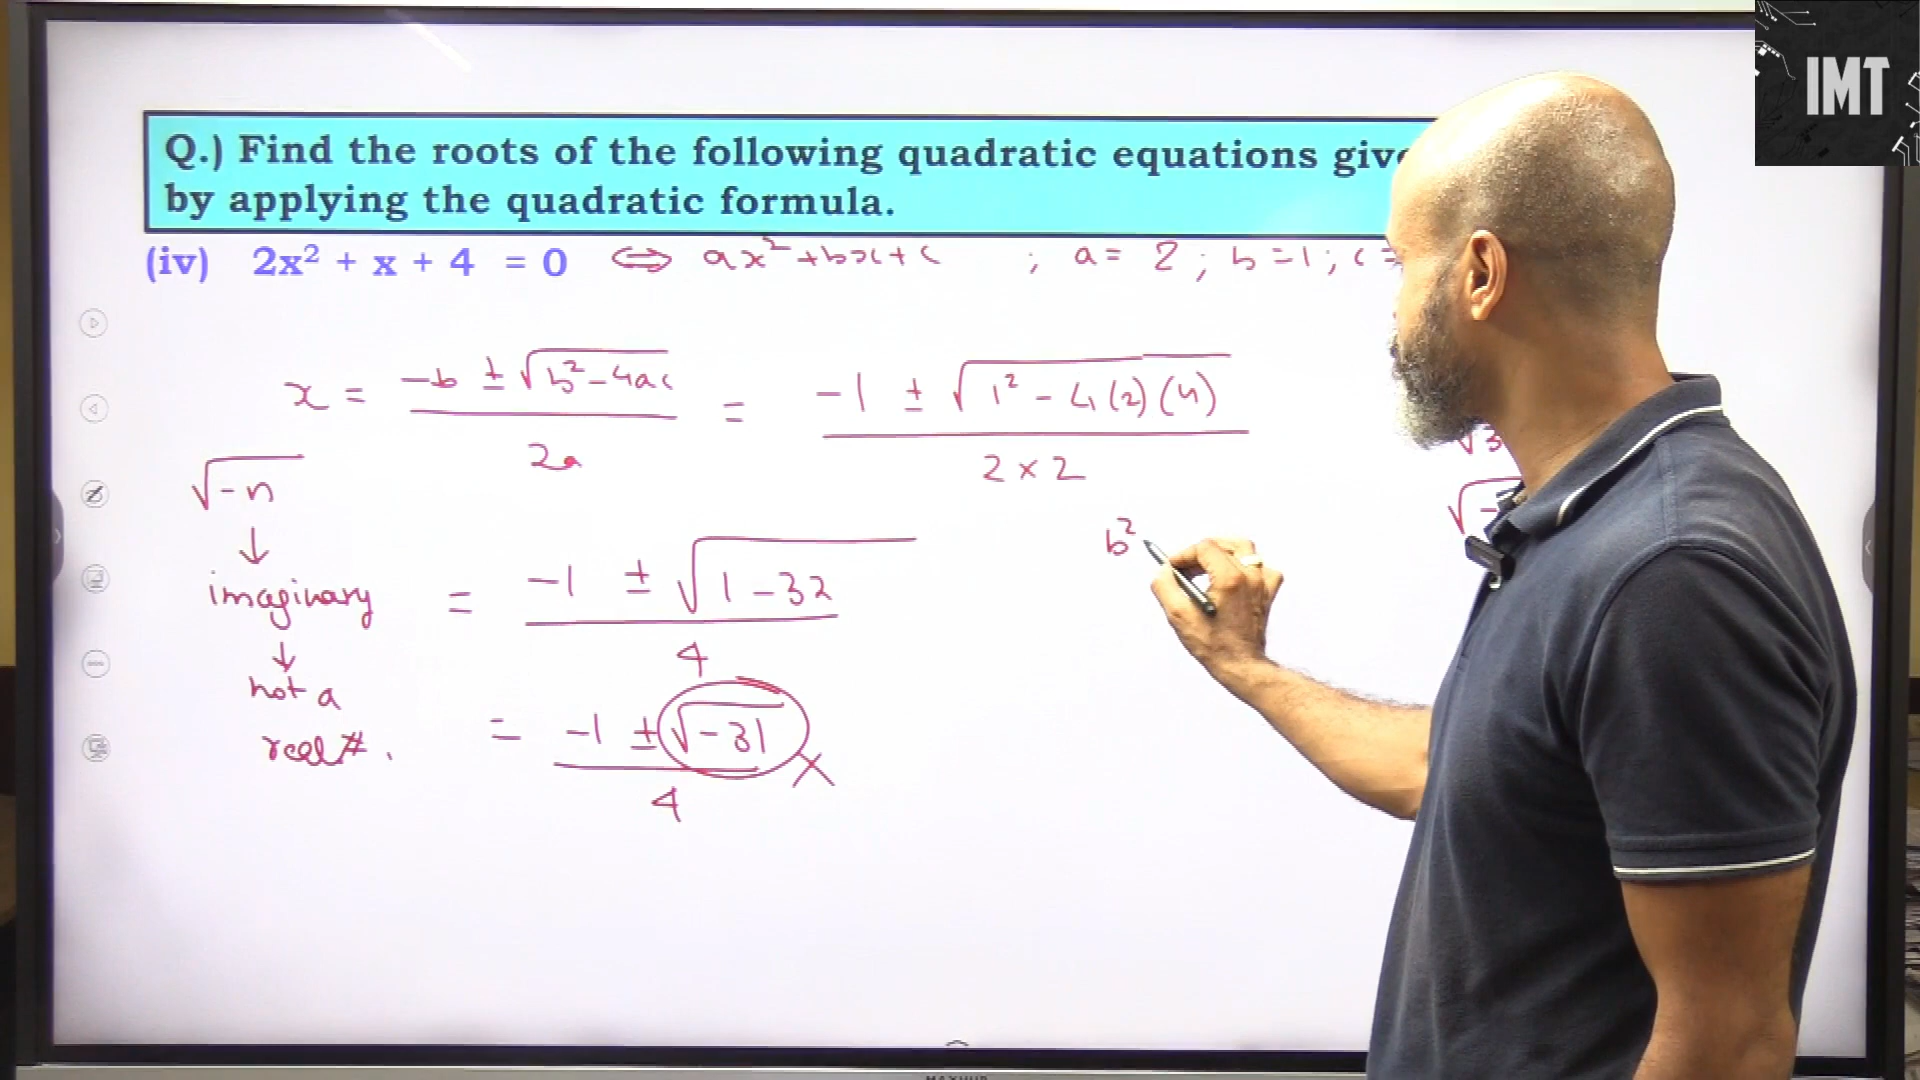 IMT
Q.) Find the roots of the following quadratic equations
by applying the quadratic formula.
(iv) 2x² + x + 4 = 0 ⇔ ax²+bx+c ; a = 2 ; b = 1 ; c =
x = (-b ± √(b²-4ac))/2a = (-1 ± √(1² - 4(2)(4)))/(2 × 2)
√-n
↓
imaginary
↓
not a
real #.
= (-1 ± √(1-32))/4
= (-1 ± √-31)/4 ×
b²